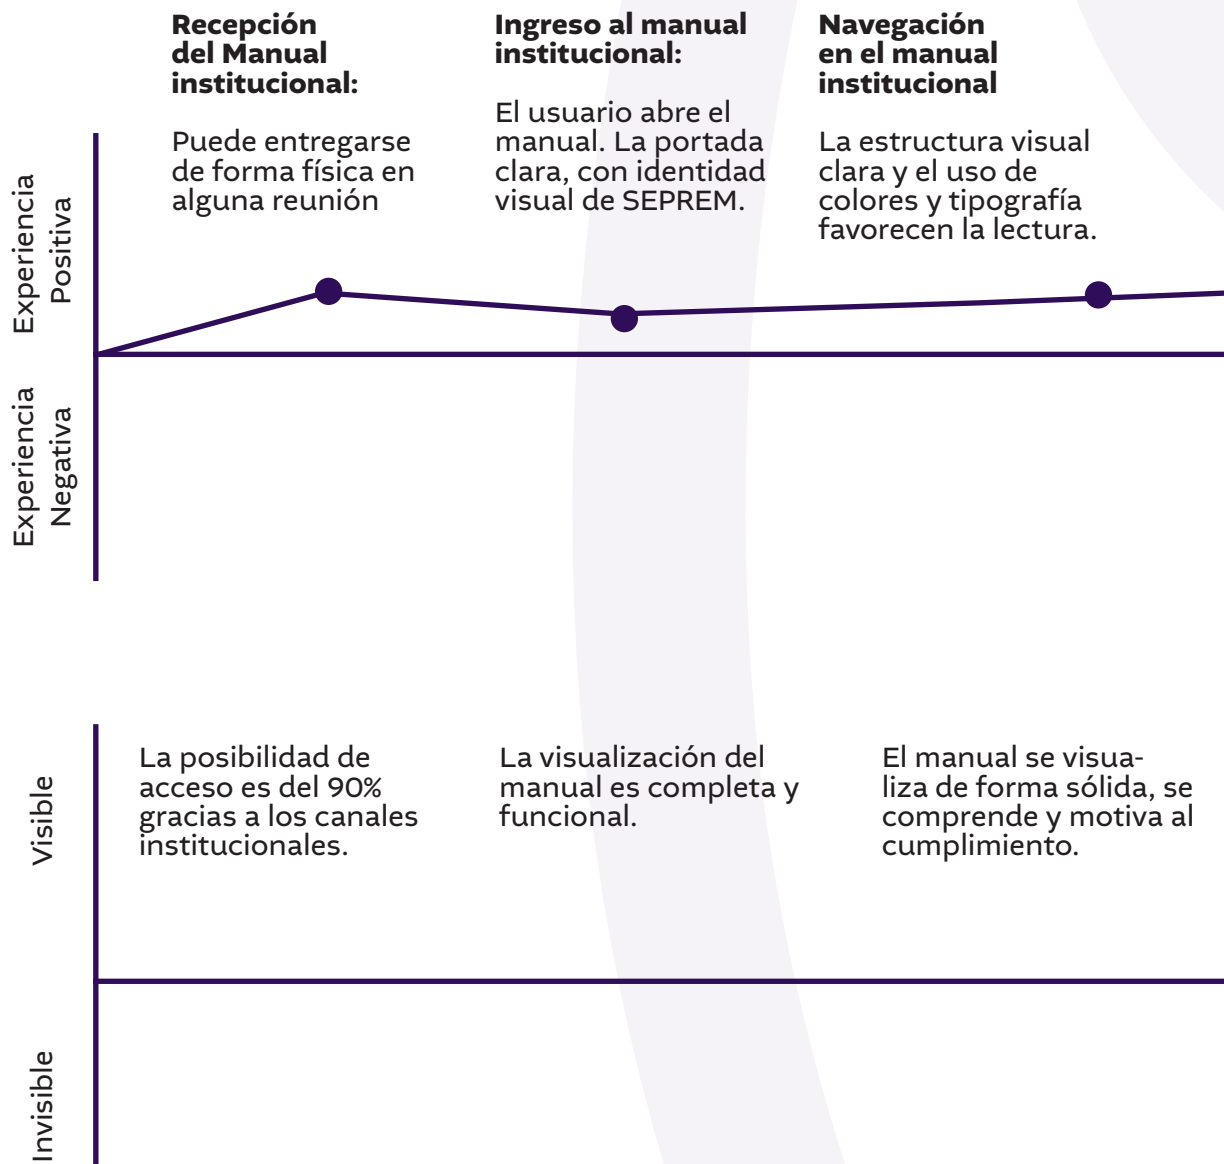 Recepción
del Manual
institucional:
Puede entregarse
de forma física en
alguna reunión
Ingreso al manual
institucional:
El usuario abre el
manual. La portada
clara, con identidad
visual de SEPREM.
Navegación
en el manual
institucional
La estructura visual
clara y el uso de
colores y tipografía
favorecen la lectura.
Experiencia
Positiva
Experiencia
Negativa
Visible
La posibilidad de
acceso es del 90%
gracias a los canales
institucionales.
La visualización del
manual es completa y
funcional.
El manual se visua-
liza de forma sólida, se
comprende y motiva al
cumplimiento.
Invisible